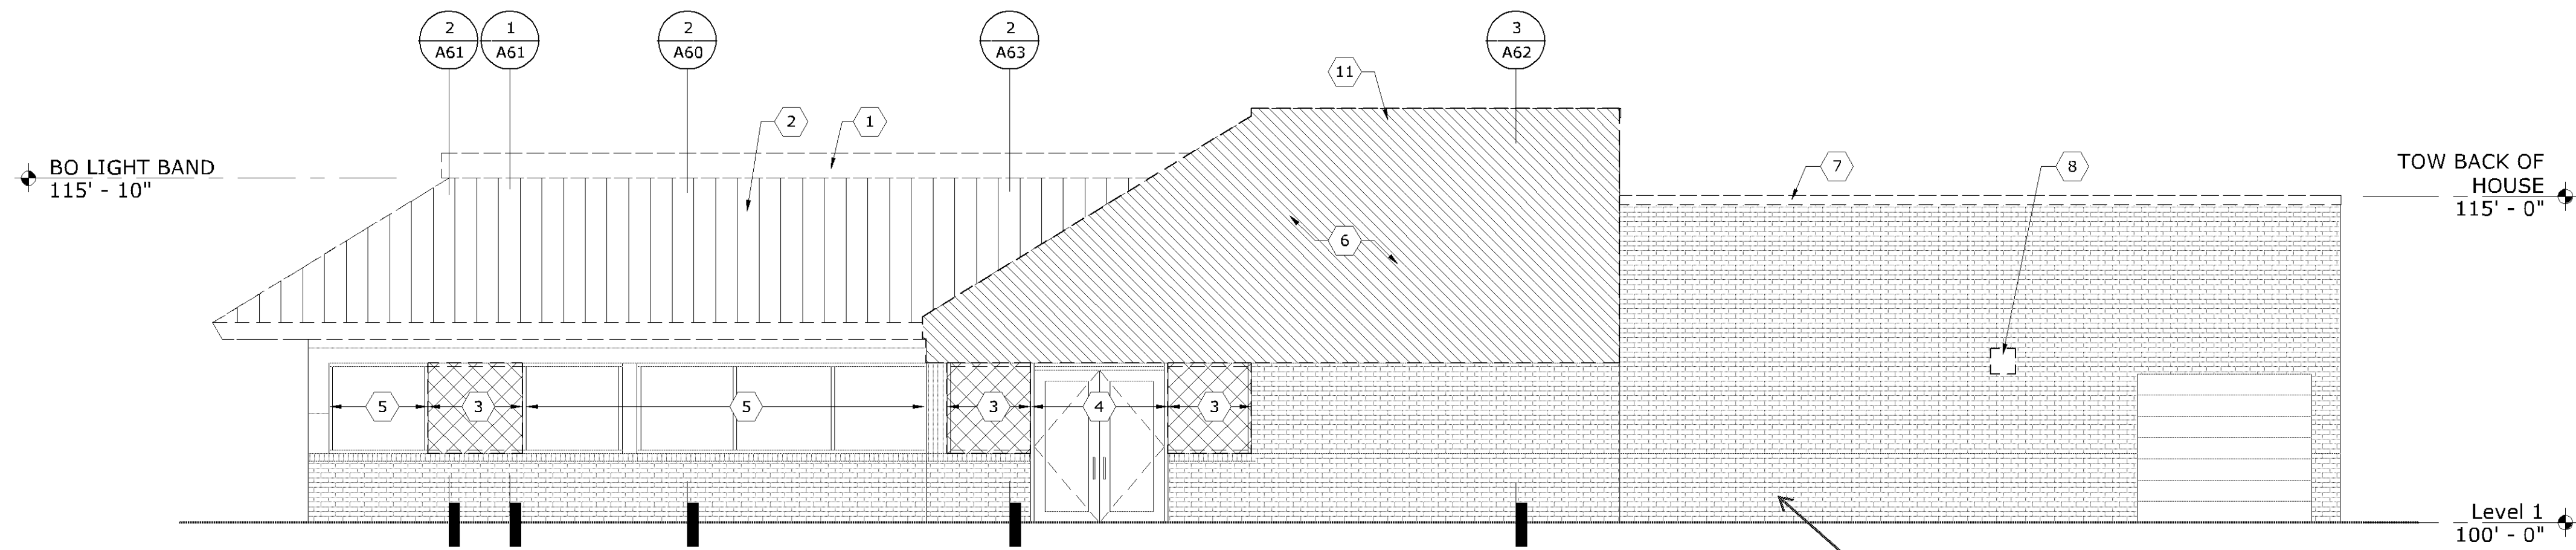 2
A61
1
A61
2
A60
2
A63
3
A62
11
2
1
BO LIGHT BAND
115' - 10"
7
8
TOW BACK OF
HOUSE
115' - 0"
6
5
3
5
3
4
3
Level 1
100' - 0"